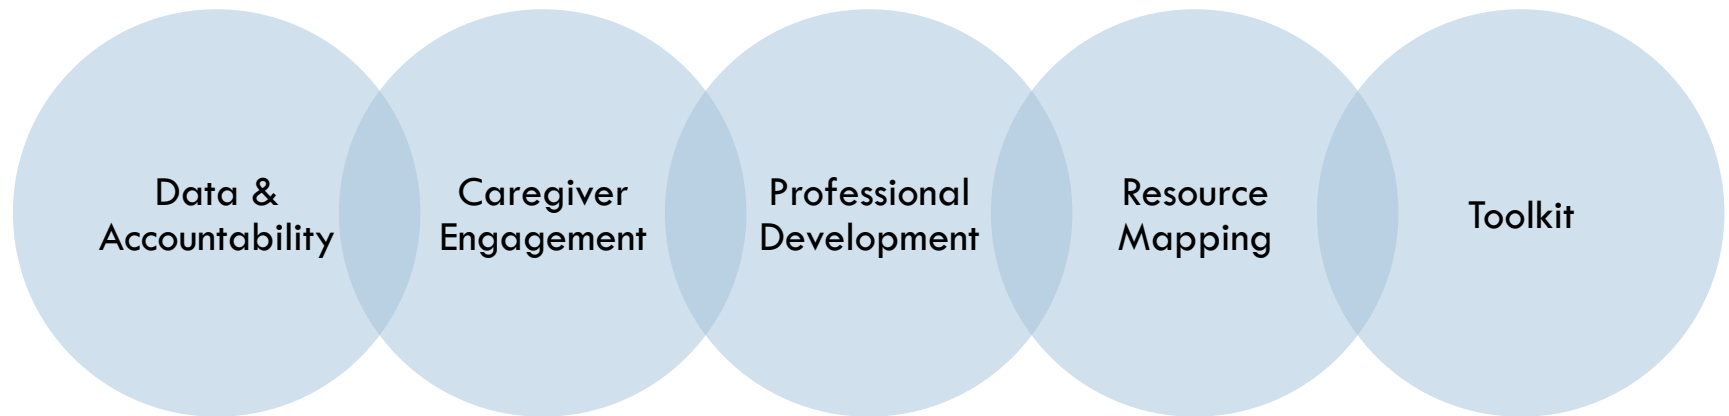 Data &
Accountability
Caregiver
Engagement
Professional
Development
Resource
Mapping
Toolkit